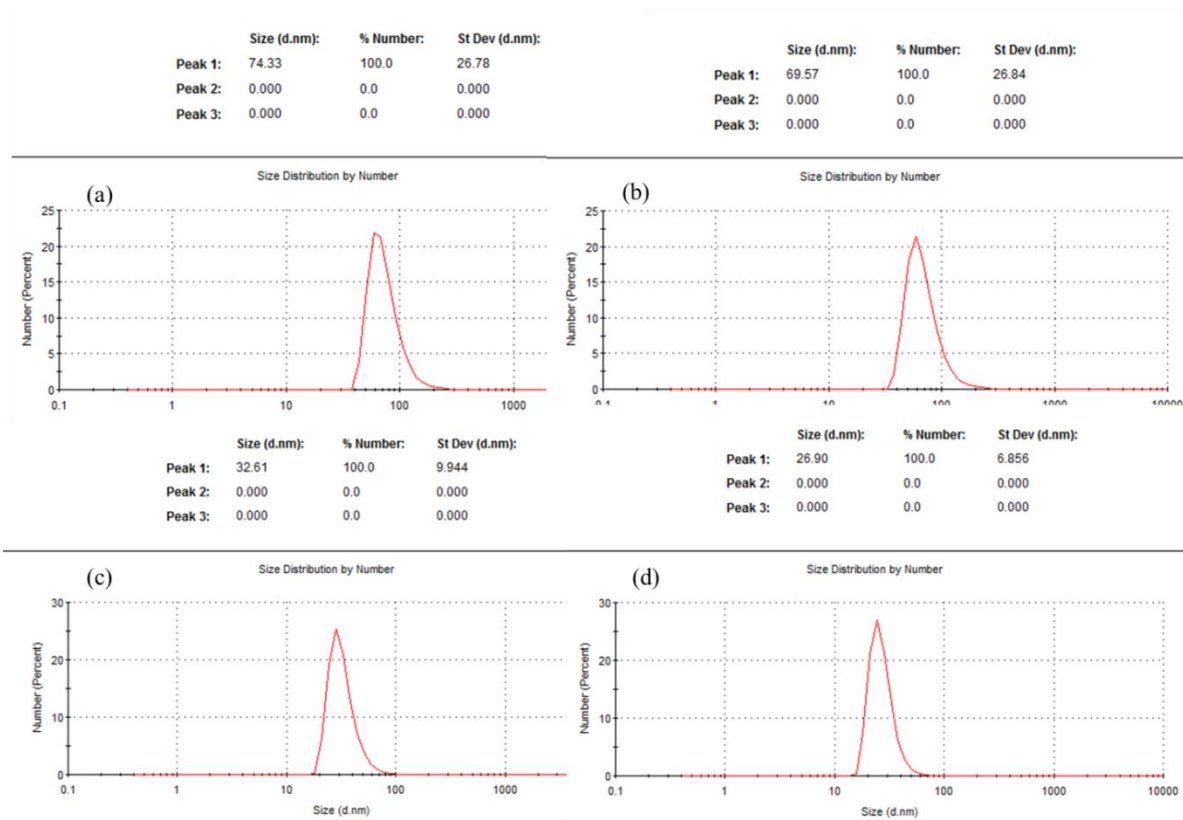 Size (d.nm): % Number: St Dev (d.nm):
Peak 1: 74.33 100.0 26.78
Peak 2: 0.000 0.0 0.000
Peak 3: 0.000 0.0 0.000
Size (d.nm): % Number: St Dev (d.nm):
Peak 1: 69.57 100.0 26.84
Peak 2: 0.000 0.0 0.000
Peak 3: 0.000 0.0 0.000
Size Distribution by Number
(a)
Number (Percent)
25
20
15
10
5
0
0.1 1 10 100 1000
Size Distribution by Number
(b)
Number (Percent)
25
20
15
10
5
0
0.1 1 10 100 1000 10000
Size (d.nm): % Number: St Dev (d.nm):
Peak 1: 32.61 100.0 9.944
Peak 2: 0.000 0.0 0.000
Peak 3: 0.000 0.0 0.000
Size (d.nm): % Number: St Dev (d.nm):
Peak 1: 26.90 100.0 6.856
Peak 2: 0.000 0.0 0.000
Peak 3: 0.000 0.0 0.000
Size Distribution by Number
(c)
Number (Percent)
30
20
10
0
0.1 1 10 100 1000
Size (d.nm)
Size Distribution by Number
(d)
Number (Percent)
30
20
10
0
0.1 1 10 100 1000 10000
Size (d.nm)